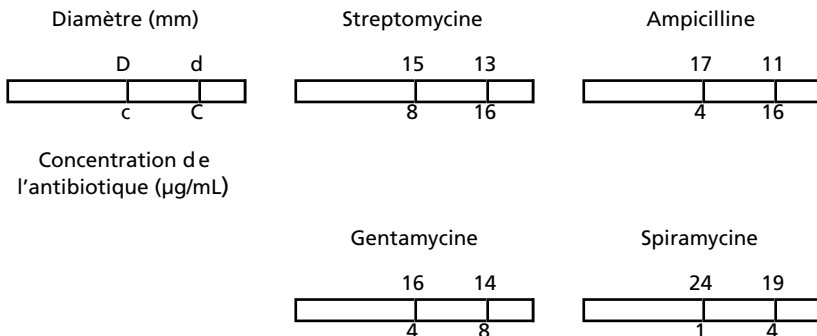 Diamètre (mm)
Streptomycine
Ampicilline
D d
15 13
17 11
c C
8 16
4 16
Concentration de
l'antibiotique (µg/mL)
Gentamycine
Spiramycine
16 14
24 19
4 8
1 4